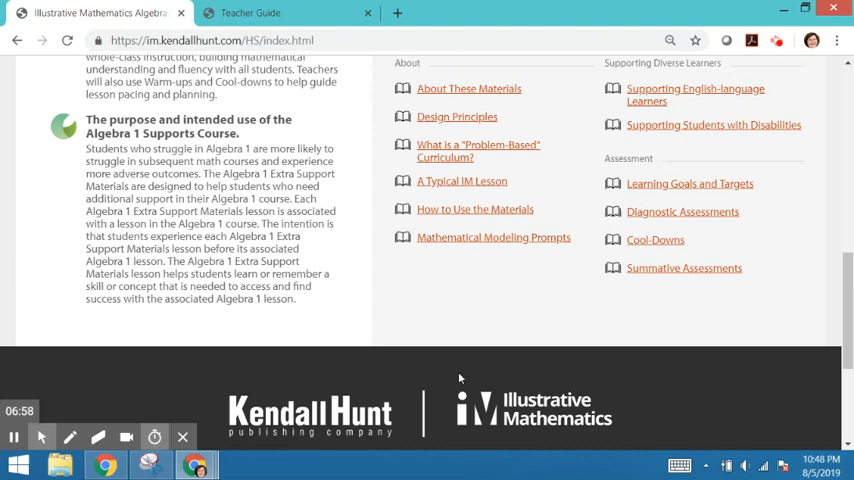 Illustrative Mathematics Algebra
Teacher Guide
https://im.kendallhunt.com/HS/index.html
whole-class instruction, building mathematical
understanding and fluency with all students. Teachers
will also use Warm-ups and Cool-downs to help guide
lesson pacing and planning.
The purpose and intended use of the
Algebra 1 Supports Course.
Students who struggle in Algebra 1 are more likely to
struggle in subsequent math courses and experience
more adverse outcomes. The Algebra 1 Extra Support
Materials are designed to help students who need
additional support in their Algebra 1 course. Each
Algebra 1 Extra Support Materials lesson is associated
with a lesson in the Algebra 1 course. The intention is
that students experience each Algebra 1 Extra
Support Materials lesson before its associated
Algebra 1 lesson. The Algebra 1 Extra Support
Materials lesson helps students learn or remember a
skill or concept that is needed to access and find
success with the associated Algebra 1 lesson.
About
About These Materials
Design Principles
What is a "Problem-Based"
Curriculum?
A Typical IM Lesson
How to Use the Materials
Mathematical Modeling Prompts
Supporting Diverse Learners
Supporting English-language
Learners
Supporting Students with Disabilities
Assessment
Learning Goals and Targets
Diagnostic Assessments
Cool-Downs
Summative Assessments
KendallHunt
publishing company
iM
Illustrative
Mathematics
06:58
10:48 PM
8/5/2019